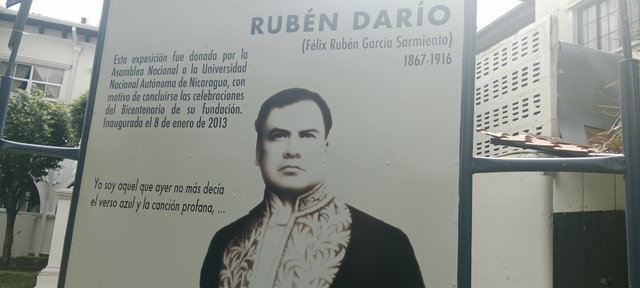 RUBÉN DARÍO
(Félix Rubén García Sarmiento)
1867-1916
Esta exposición fue donada por la
Asamblea Nacional a la Universidad
Nacional Autónoma de Nicaragua, con
motivo de concluirse las celebraciones
del Bicentenario de su fundación.
Inaugurada el 8 de enero de 2013
Yo soy aquel que ayer no más decía
el verso azul y la canción profana, ...